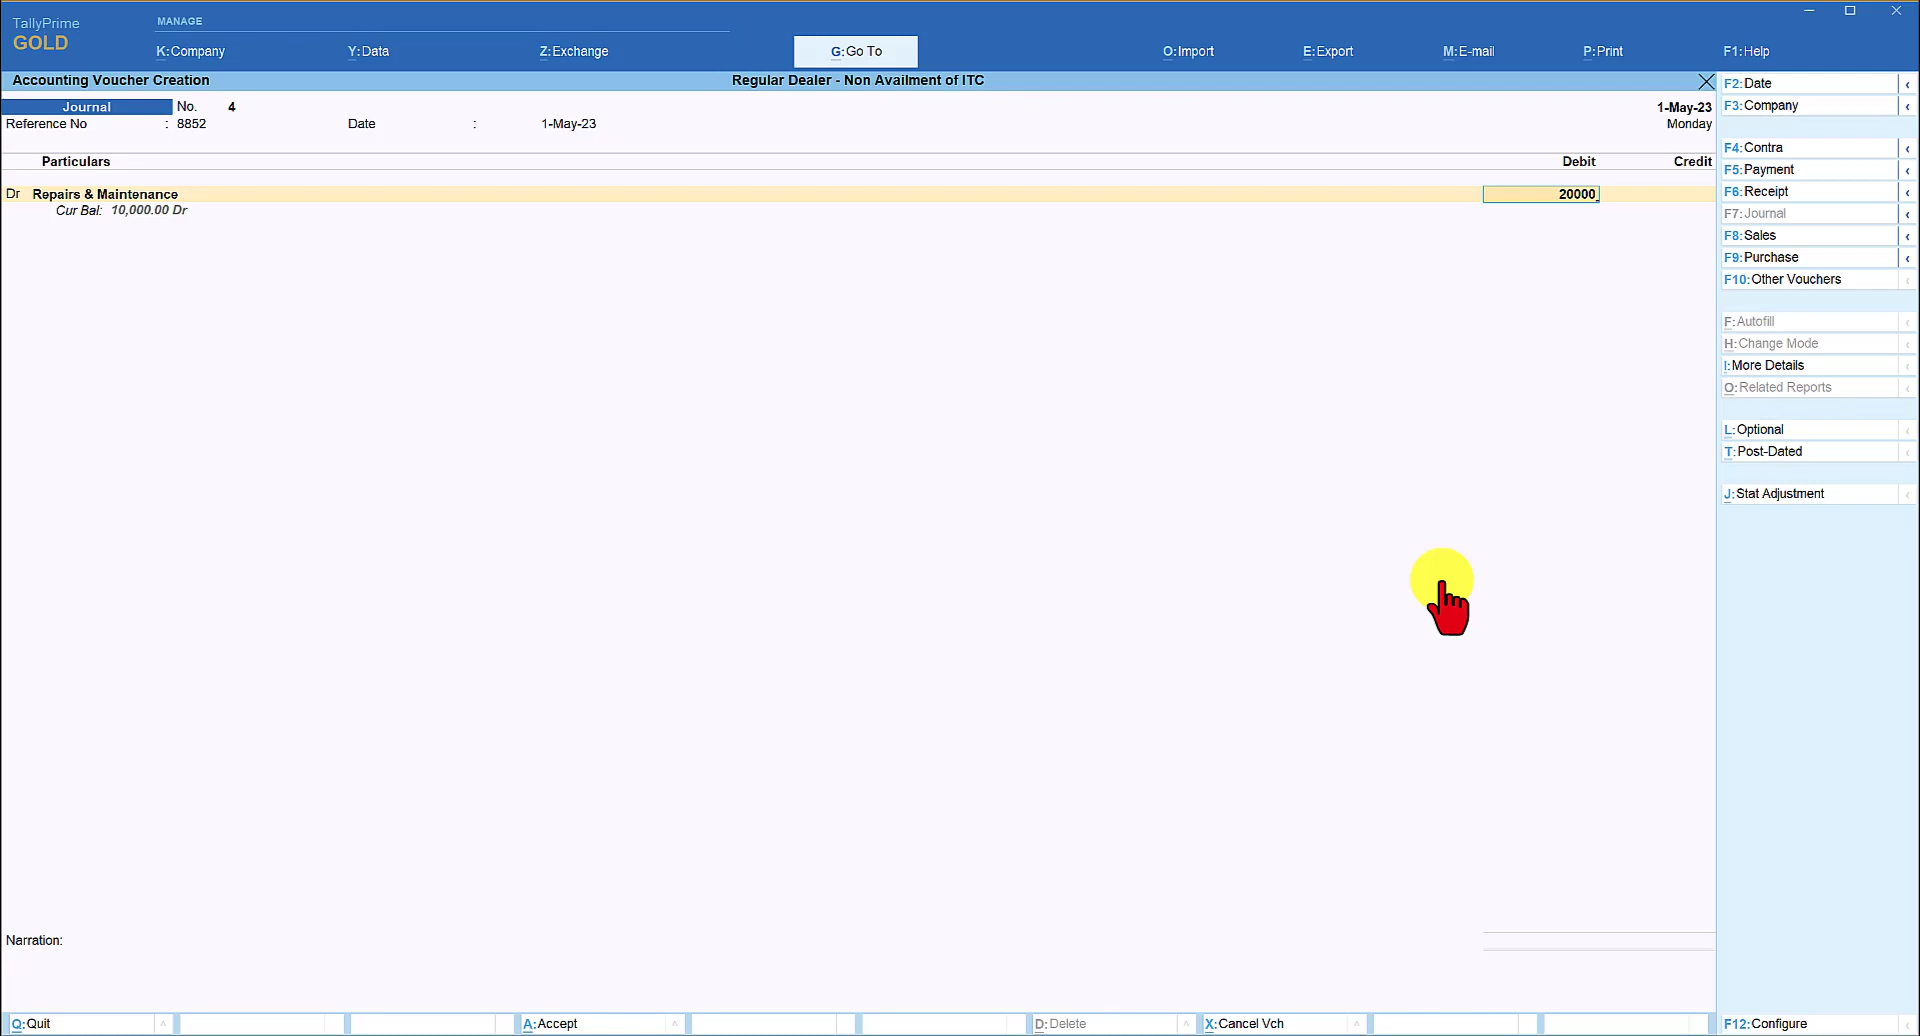 TallyPrime
GOLD
MANAGE
K:Company Y:Data Z:Exchange G:Go To O:Import E:Export M:E-mail P:Print F1:Help
Accounting Voucher Creation Regular Dealer - Non Availment of ITC
Journal No. 4 1-May-23
Reference No : 8852 Date : 1-May-23 Monday
Particulars Debit Credit
Dr Repairs & Maintenance 20000
Cur Bal: 10,000.00 Dr
Narration:
F2:Date
F3:Company
F4:Contra
F5:Payment
F6:Receipt
F7:Journal
F8:Sales
F9:Purchase
F10:Other Vouchers
F:Autofill
H:Change Mode
I:More Details
O:Related Reports
L:Optional
T:Post-Dated
J:Stat Adjustment
Q:Quit A:Accept D:Delete X:Cancel Vch F12:Configure